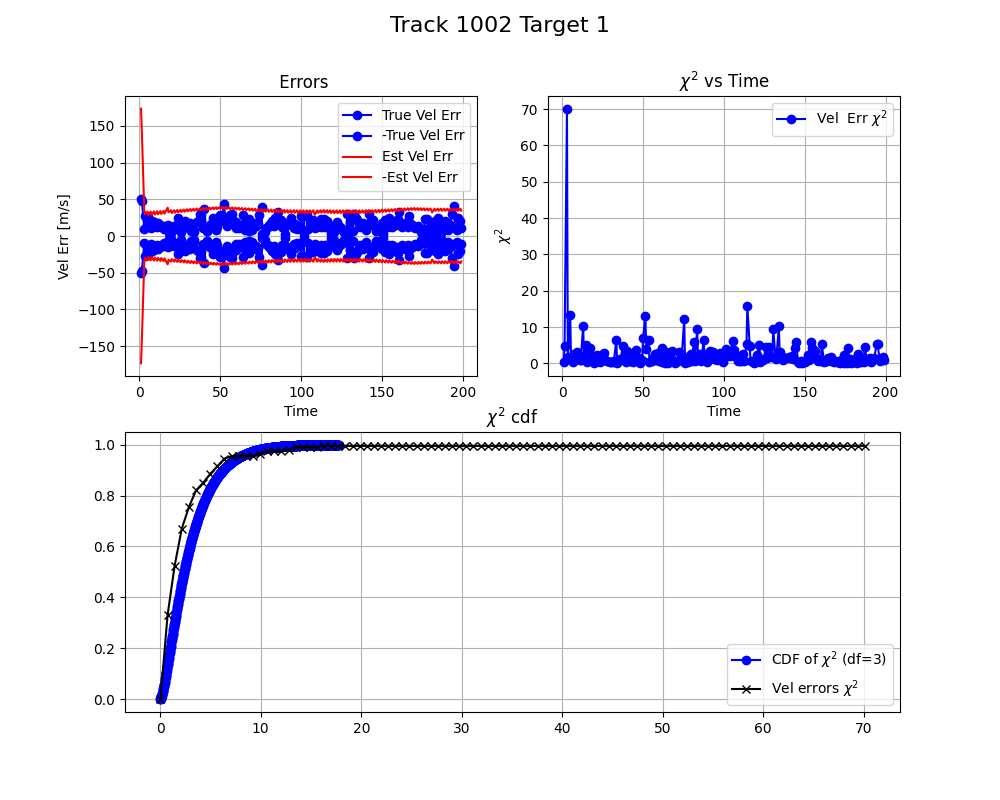 Track 1002 Target 1
Errors
150
100
50
0
−50
−100
−150
Vel Err [m/s]
True Vel Err
-True Vel Err
Est Vel Err
-Est Vel Err
0 50 100 150 200
Time
χ² vs Time
70
60
50
40
30
20
10
0
χ²
Vel  Err χ²
0 50 100 150 200
Time
χ² cdf
1.0
0.8
0.6
0.4
0.2
0.0
CDF of χ² (df=3)
Vel errors χ²
0 10 20 30 40 50 60 70